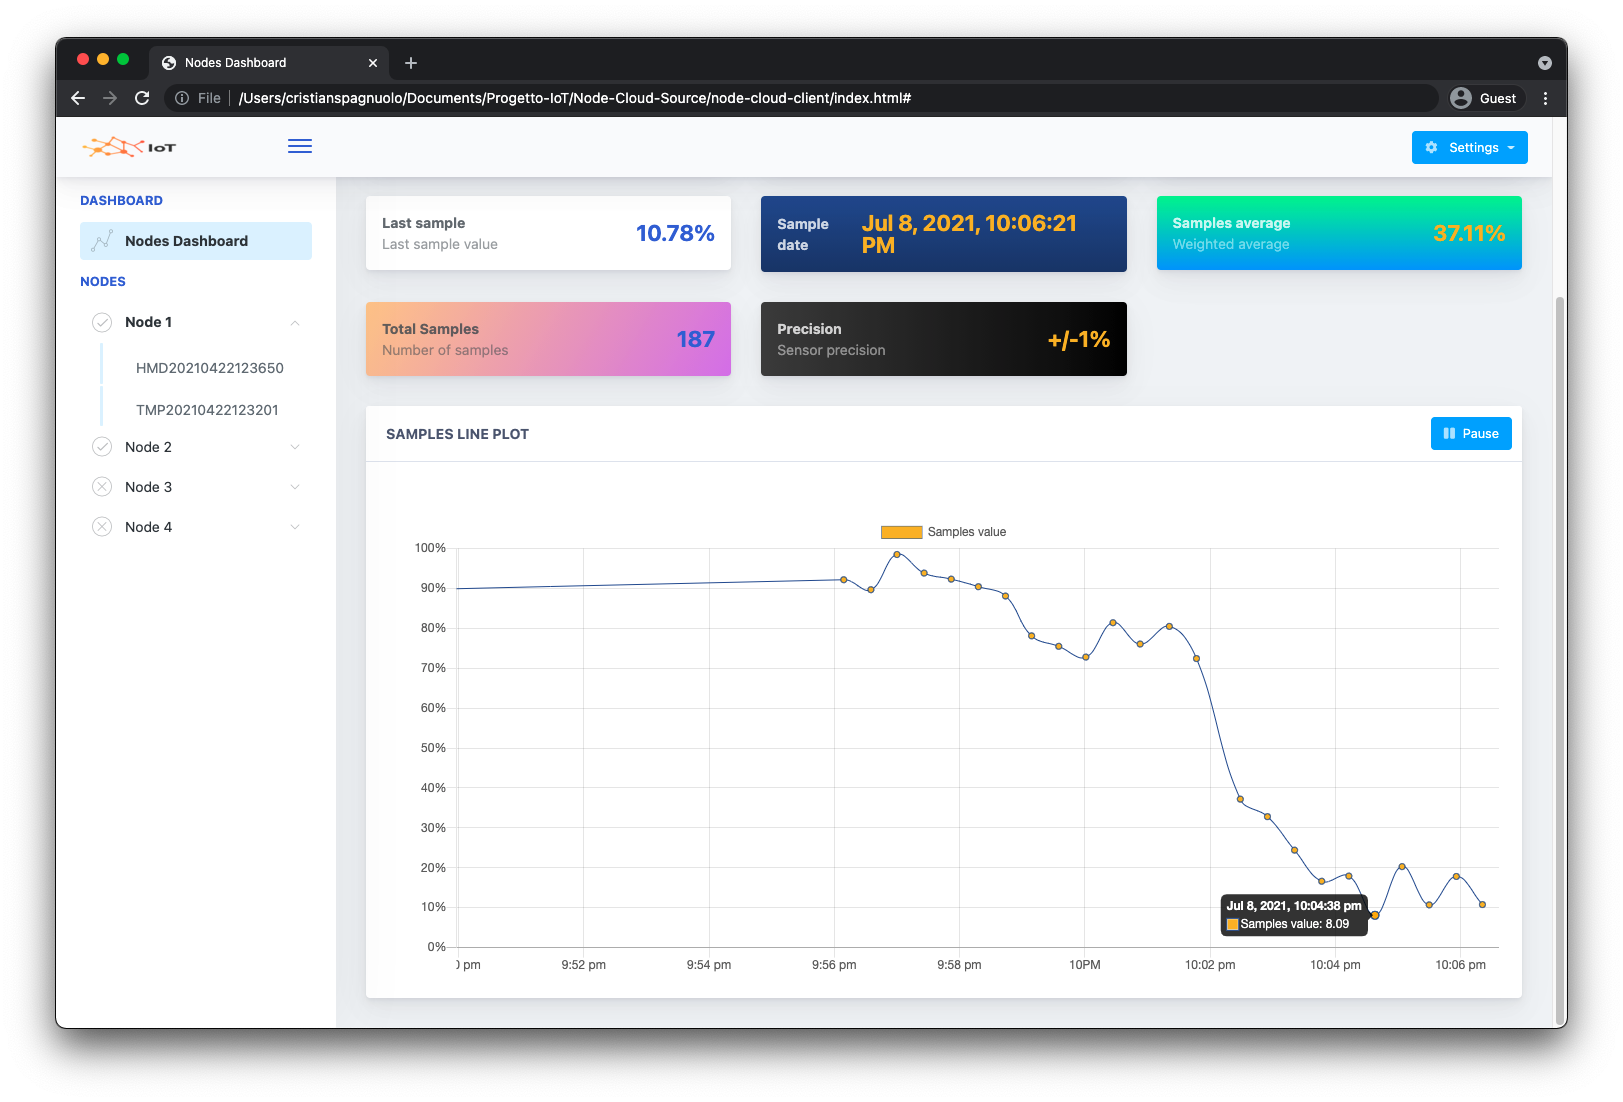 Nodes Dashboard
File
/Users/cristianspagnuolo/Documents/Progetto-IoT/Node-Cloud-Source/node-cloud-client/index.html#
Guest
IoT
Settings
DASHBOARD
Nodes Dashboard
NODES
Node 1
HMD20210422123650
TMP20210422123201
Node 2
Node 3
Node 4
Last sample
Last sample value
10.78%
Sample
date
Jul 8, 2021, 10:06:21
PM
Samples average
Weighted average
37.11%
Total Samples
Number of samples
187
Precision
Sensor precision
+/-1%
SAMPLES LINE PLOT
Pause
Samples value
100%
90%
80%
70%
60%
50%
40%
30%
20%
10%
0%
Jul 8, 2021, 10:04:38 pm
Samples value: 8.09
0 pm
9:52 pm
9:54 pm
9:56 pm
9:58 pm
10PM
10:02 pm
10:04 pm
10:06 pm